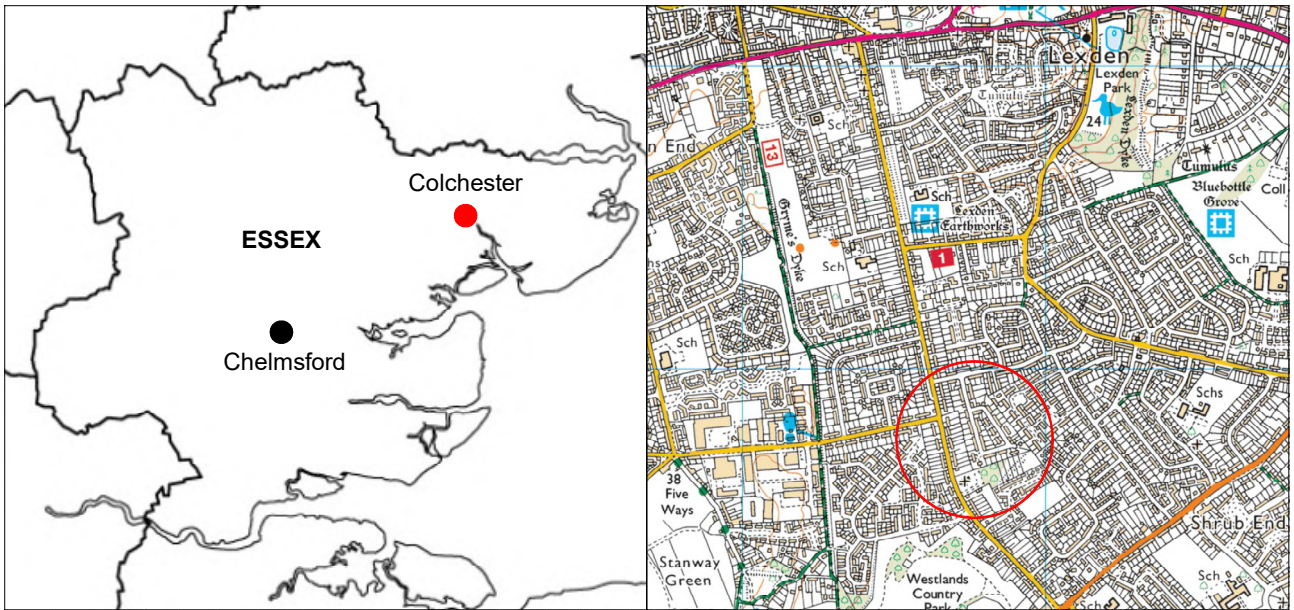 Colchester
ESSEX
Chelmsford
Lexden
Lexden
Park
Tumulus
24
Lexden Dyke
Sch
n End
13
Tumulus
Bluebottle
Grove
Coll
Sch
Lexden
Earthworks
Gryme's Dyke
Sch
1
Sch
Sch
Schs
38
Five
Ways
Shrub End
Stanway
Green
Westlands
Country
Park
Sch